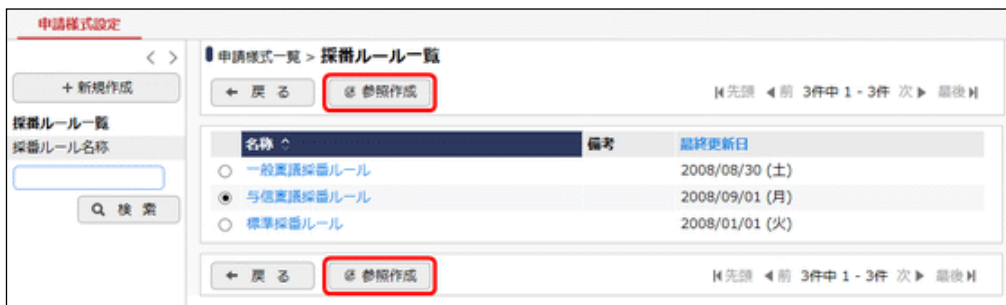 申請様式設定
< >
+ 新規作成
採番ルール一覧
採番ルール名称
検 索
申請様式一覧 > 採番ルール一覧
戻 る 参照作成 先頭 前 3件中 1 - 3件 次 最後
名称 備考 最終更新日
一般稟議採番ルール 2008/08/30 (土)
与信稟議採番ルール 2008/09/01 (月)
標準採番ルール 2008/01/01 (火)
戻 る 参照作成 先頭 前 3件中 1 - 3件 次 最後